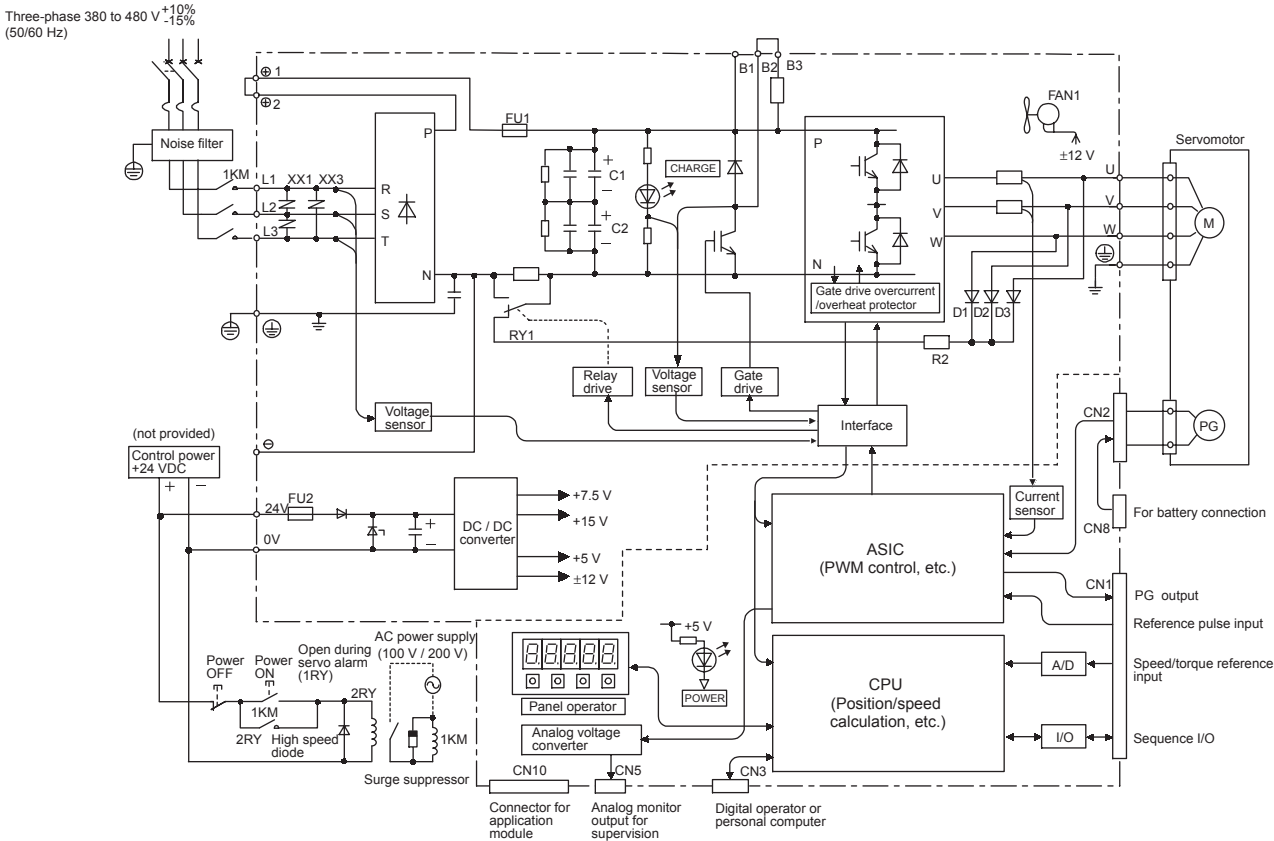 Three-phase 380 to 480 V +10% -15%
(50/60 Hz)
⊕ 1
⊕ 2
B1 B2 B3
FAN1
±12 V
Servomotor
Noise filter
P
FU1
+
C1
−
+
C2
−
CHARGE
P
N
U
V
W
U
V
W
M
1KM
L1 XX1 XX3
L2
L3
R
S
T
N
Gate drive overcurrent
/overheat protector
D1 D2 D3
RY1
R2
Relay
drive
Voltage
sensor
Gate
drive
Voltage
sensor
Interface
CN2
PG
(not provided)
Control power
+24 VDC
+ −
⊖
24V
FU2
0V
+
−
DC / DC
converter
+7.5 V
+15 V
+5 V
±12 V
Current
sensor
CN8
For battery connection
ASIC
(PWM control, etc.)
CN1
PG output
Reference pulse input
A/D
Speed/torque reference
input
CPU
(Position/speed
calculation, etc.)
I/O
Sequence I/O
+5 V
POWER
8.8.8.8.8.
Panel operator
Analog voltage
converter
Power
OFF
Power
ON
Open during
servo alarm
(1RY)
AC power supply
(100 V / 200 V)
1KM
2RY
2RY
High speed
diode
1KM
Surge suppressor
CN10
CN5
CN3
Connector for
application
module
Analog monitor
output for
supervision
Digital operator or
personal computer